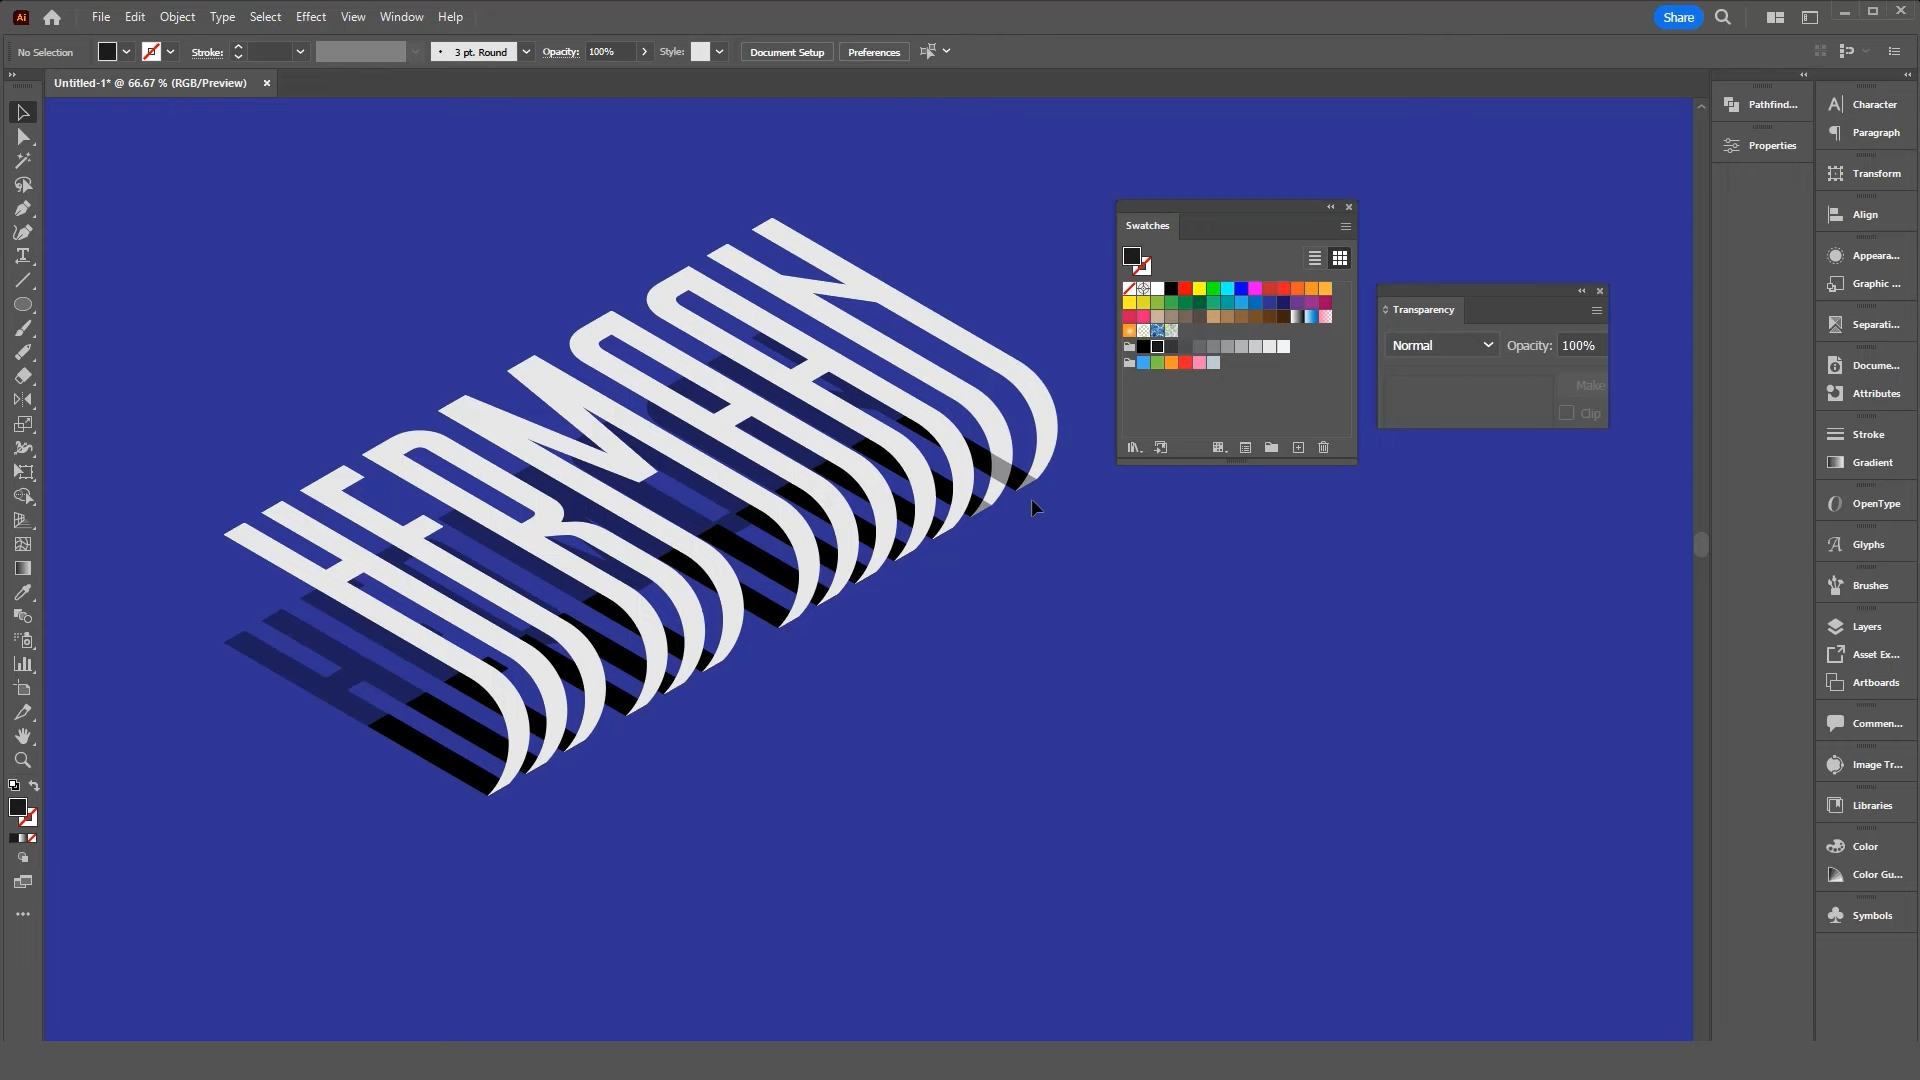 Ai File Edit Object Type Select Effect View Window Help Share
No Selection Stroke: 3 pt. Round Opacity: 100% Style: Document Setup Preferences
Untitled-1* @ 66.67 % (RGB/Preview)
Pathfind...
Properties
Character
Paragraph
Transform
Align
Appeara...
Graphic ...
Separati...
Docume...
Attributes
Stroke
Gradient
OpenType
Glyphs
Brushes
Layers
Asset Ex...
Artboards
Commen...
Image Tr...
Libraries
Color
Color Gu...
Symbols
Swatches
Transparency
Normal Opacity: 100%
Make
Clip